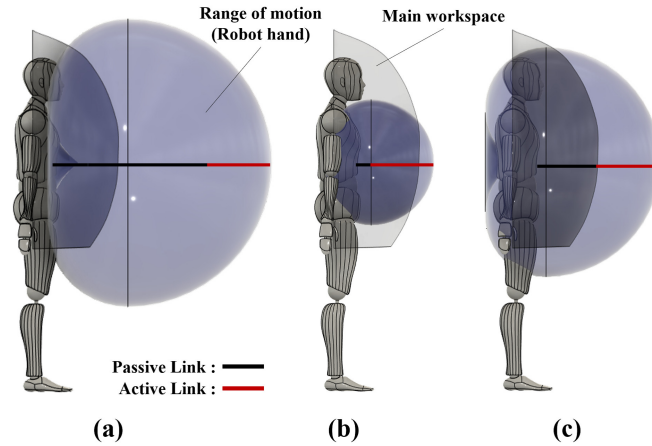 Range of motion
(Robot hand)
Main workspace
Passive Link :
Active Link :
(a)
(b)
(c)